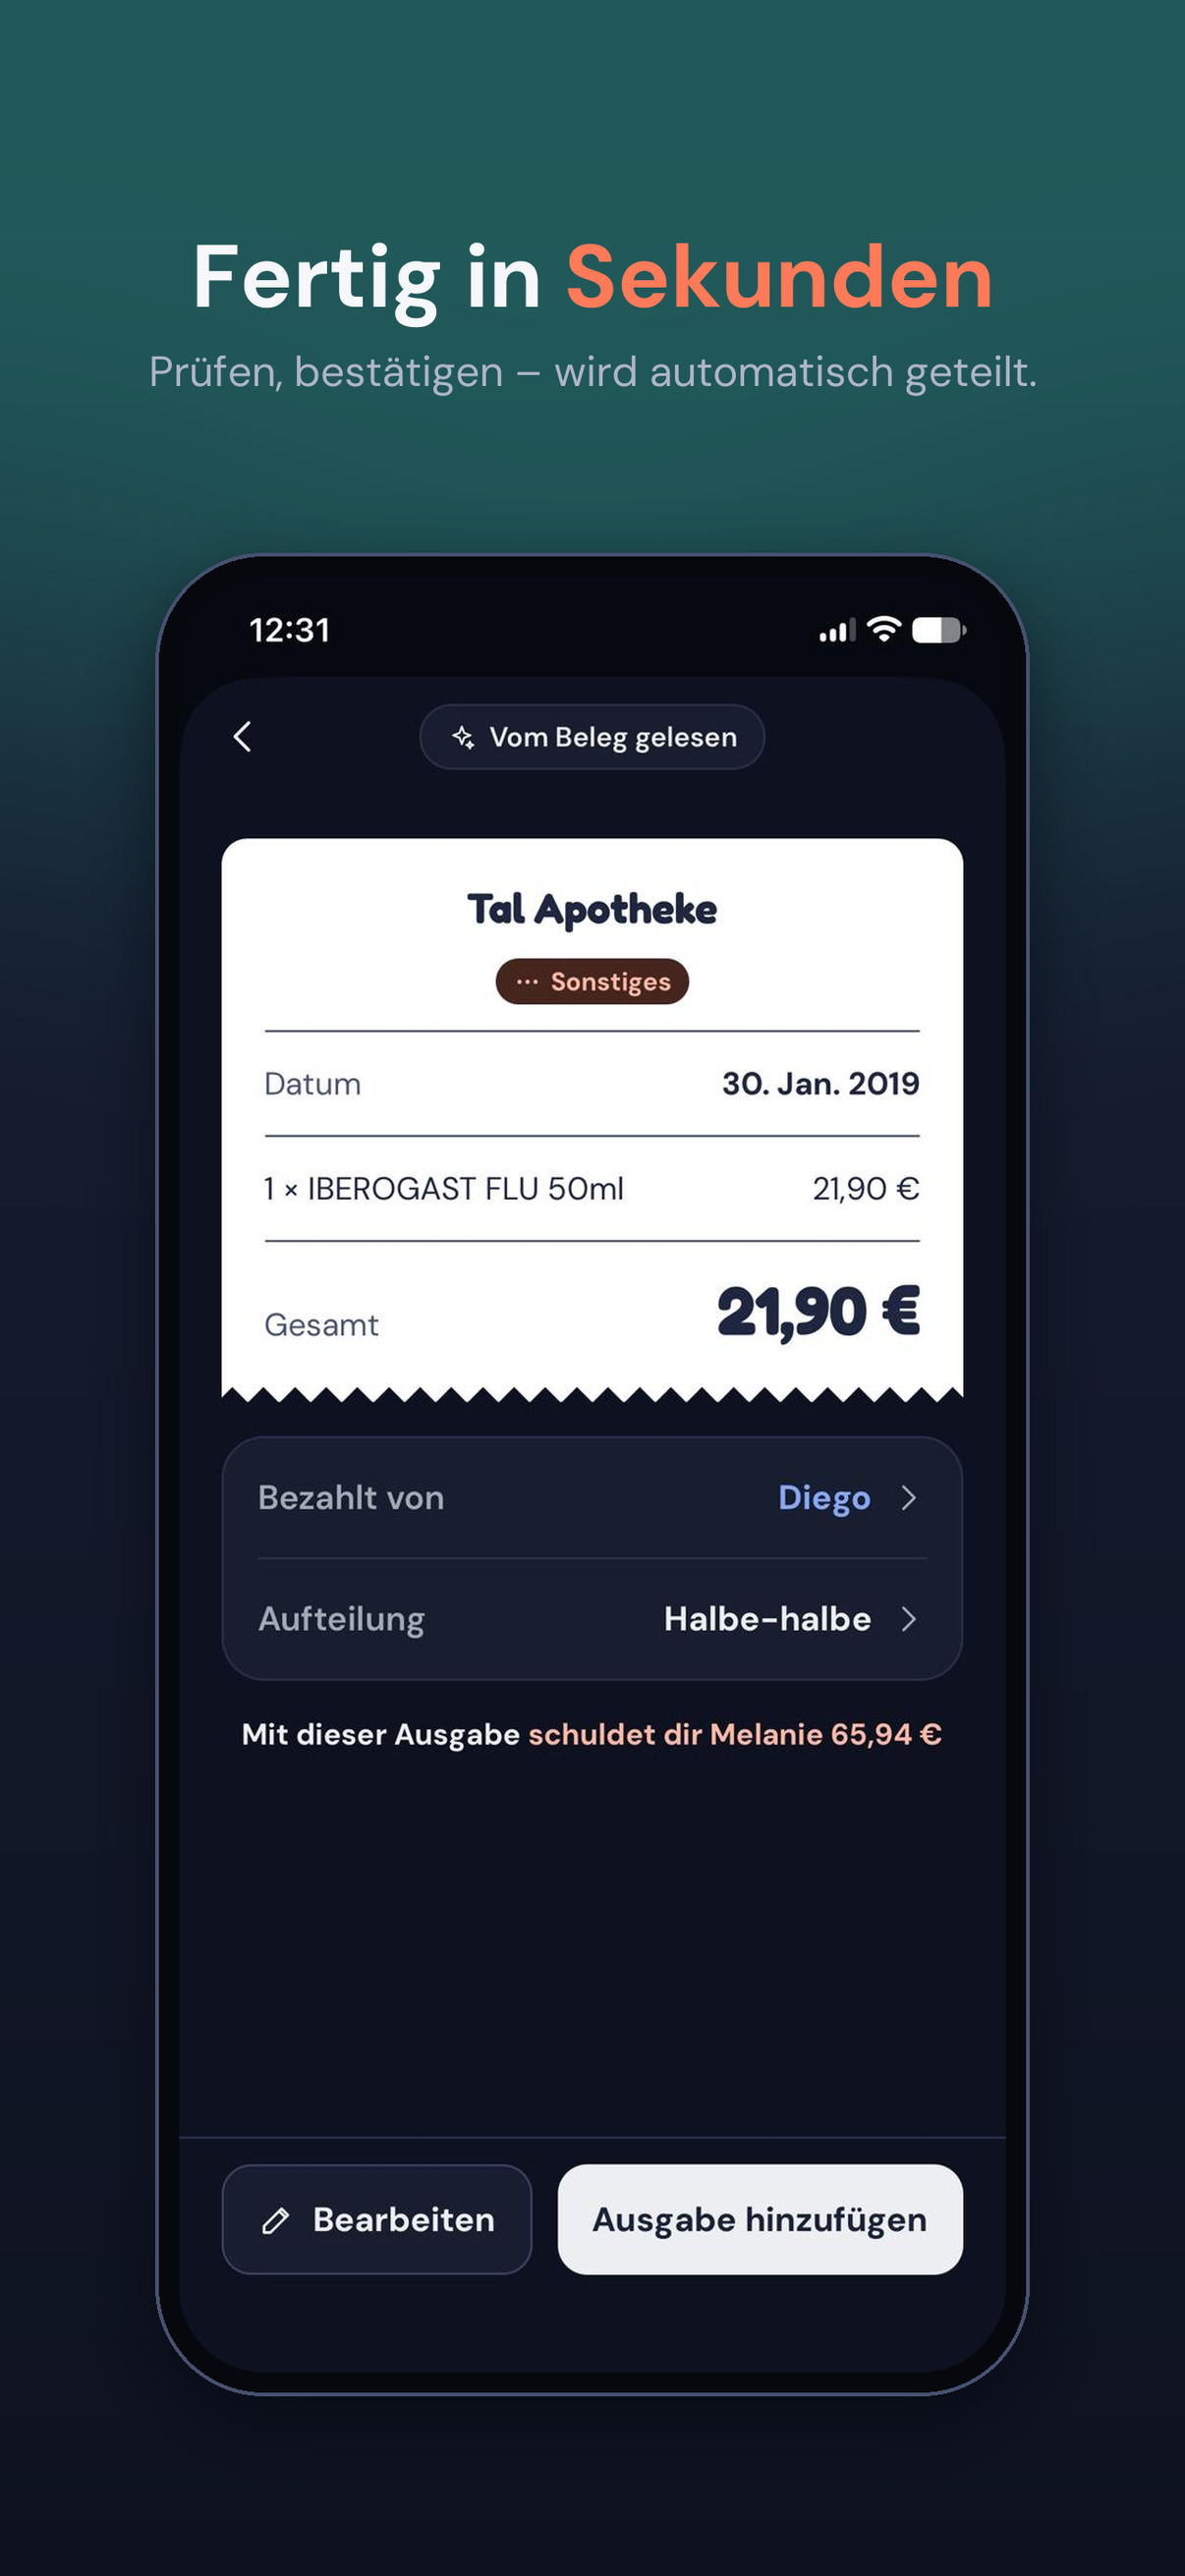 Fertig in Sekunden
Prüfen, bestätigen – wird automatisch geteilt.
12:31
Vom Beleg gelesen
Tal Apotheke
··· Sonstiges
Datum 30. Jan. 2019
1 × IBEROGAST FLU 50ml 21,90 €
Gesamt 21,90 €
Bezahlt von Diego
Aufteilung Halbe-halbe
Mit dieser Ausgabe schuldet dir Melanie 65,94 €
Bearbeiten Ausgabe hinzufügen